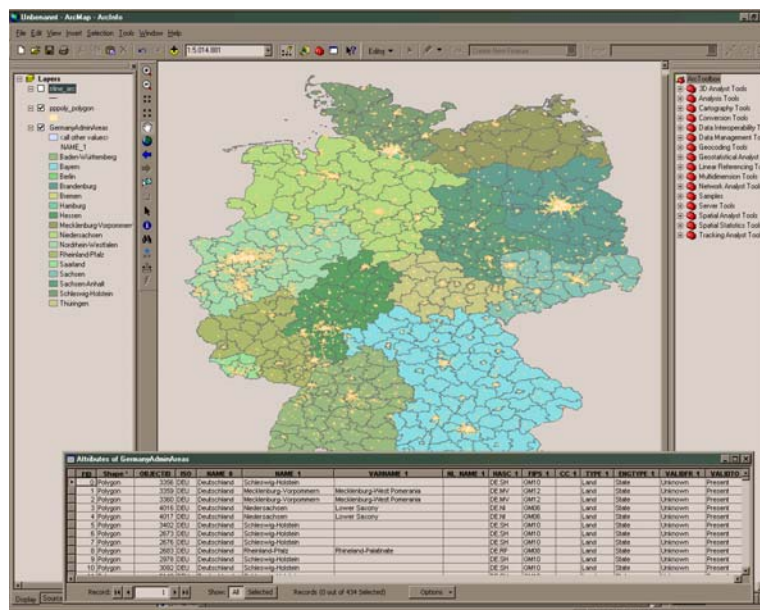 Unbenannt - ArcMap - ArcInfo
File Edit View Insert Selection Tools Window Help
1:5.014.881
Editing
Create New Feature
Layers
pppoly_polygon
GermanyAdminAreas
<all other values>
NAME_1
Baden-Württemberg
Bayern
Berlin
Brandenburg
Bremen
Hamburg
Hessen
Mecklenburg-Vorpommern
Niedersachsen
Nordrhein-Westfalen
Rheinland-Pfalz
Saarland
Sachsen
Sachsen-Anhalt
Schleswig-Holstein
Thüringen
ArcToolbox
3D Analyst Tools
Analysis Tools
Cartography Tools
Conversion Tools
Data Interoperability T
Data Management T
Geocoding Tools
Geostatistical Analyst
Linear Referencing T
Multidimension Tools
Network Analyst Tools
Samples
Server Tools
Spatial Analyst Tools
Spatial Statistics Tools
Tracking Analyst Tools
Attributes of GermanyAdminAreas
FID Shape * OBJECTID ISO NAME_0 NAME_1 VARNAME_1 NL_NAME_1 HASC_1 FIPS_1 CC_1 TYPE_1 ENGTYPE_1 VALIDFR_1 VALIDTO
0 Polygon 3356 DEU Deutschland Schleswig-Holstein DE.SH GM10 Land State Unknown Present
1 Polygon 3359 DEU Deutschland Mecklenburg-Vorpommern Mecklenburg-West Pomerania DE.MV GM12 Land State Unknown Present
2 Polygon 3360 DEU Deutschland Mecklenburg-Vorpommern Mecklenburg-West Pomerania DE.MV GM12 Land State Unknown Present
3 Polygon 4016 DEU Deutschland Niedersachsen Lower Saxony DE.NI GM06 Land State Unknown Present
4 Polygon 4017 DEU Deutschland Niedersachsen Lower Saxony DE.NI GM06 Land State Unknown Present
5 Polygon 3402 DEU Deutschland Schleswig-Holstein DE.SH GM10 Land State Unknown Present
6 Polygon 2673 DEU Deutschland Schleswig-Holstein DE.SH GM10 Land State Unknown Present
7 Polygon 2676 DEU Deutschland Schleswig-Holstein DE.SH GM10 Land State Unknown Present
8 Polygon 2683 DEU Deutschland Rheinland-Pfalz Rhineland-Palatinate DE.RP GM08 Land State Unknown Present
9 Polygon 2979 DEU Deutschland Schleswig-Holstein DE.SH GM10 Land State Unknown Present
10 Polygon 3092 DEU Deutschland Schleswig-Holstein DE.SH GM10 Land State Unknown Present
Record: 1 Show: All Selected Records (0 out of 434 Selected) Options
Display Source